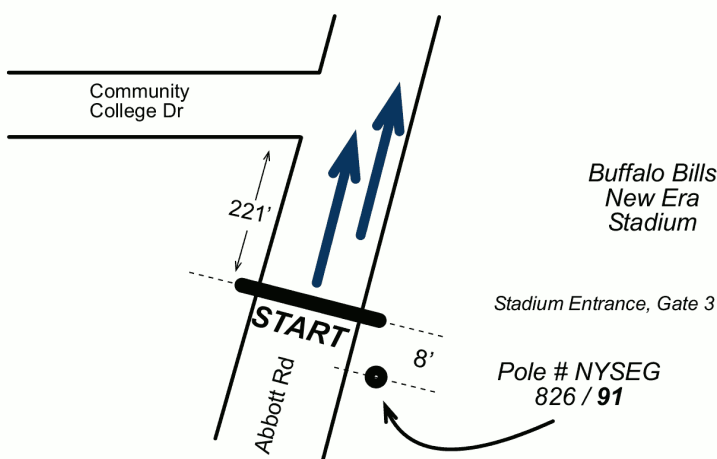 Community
College Dr
221’
Buffalo Bills
New Era
Stadium
Stadium Entrance, Gate 3
START
8’
Pole # NYSEG
826 / 91
Abbott Rd